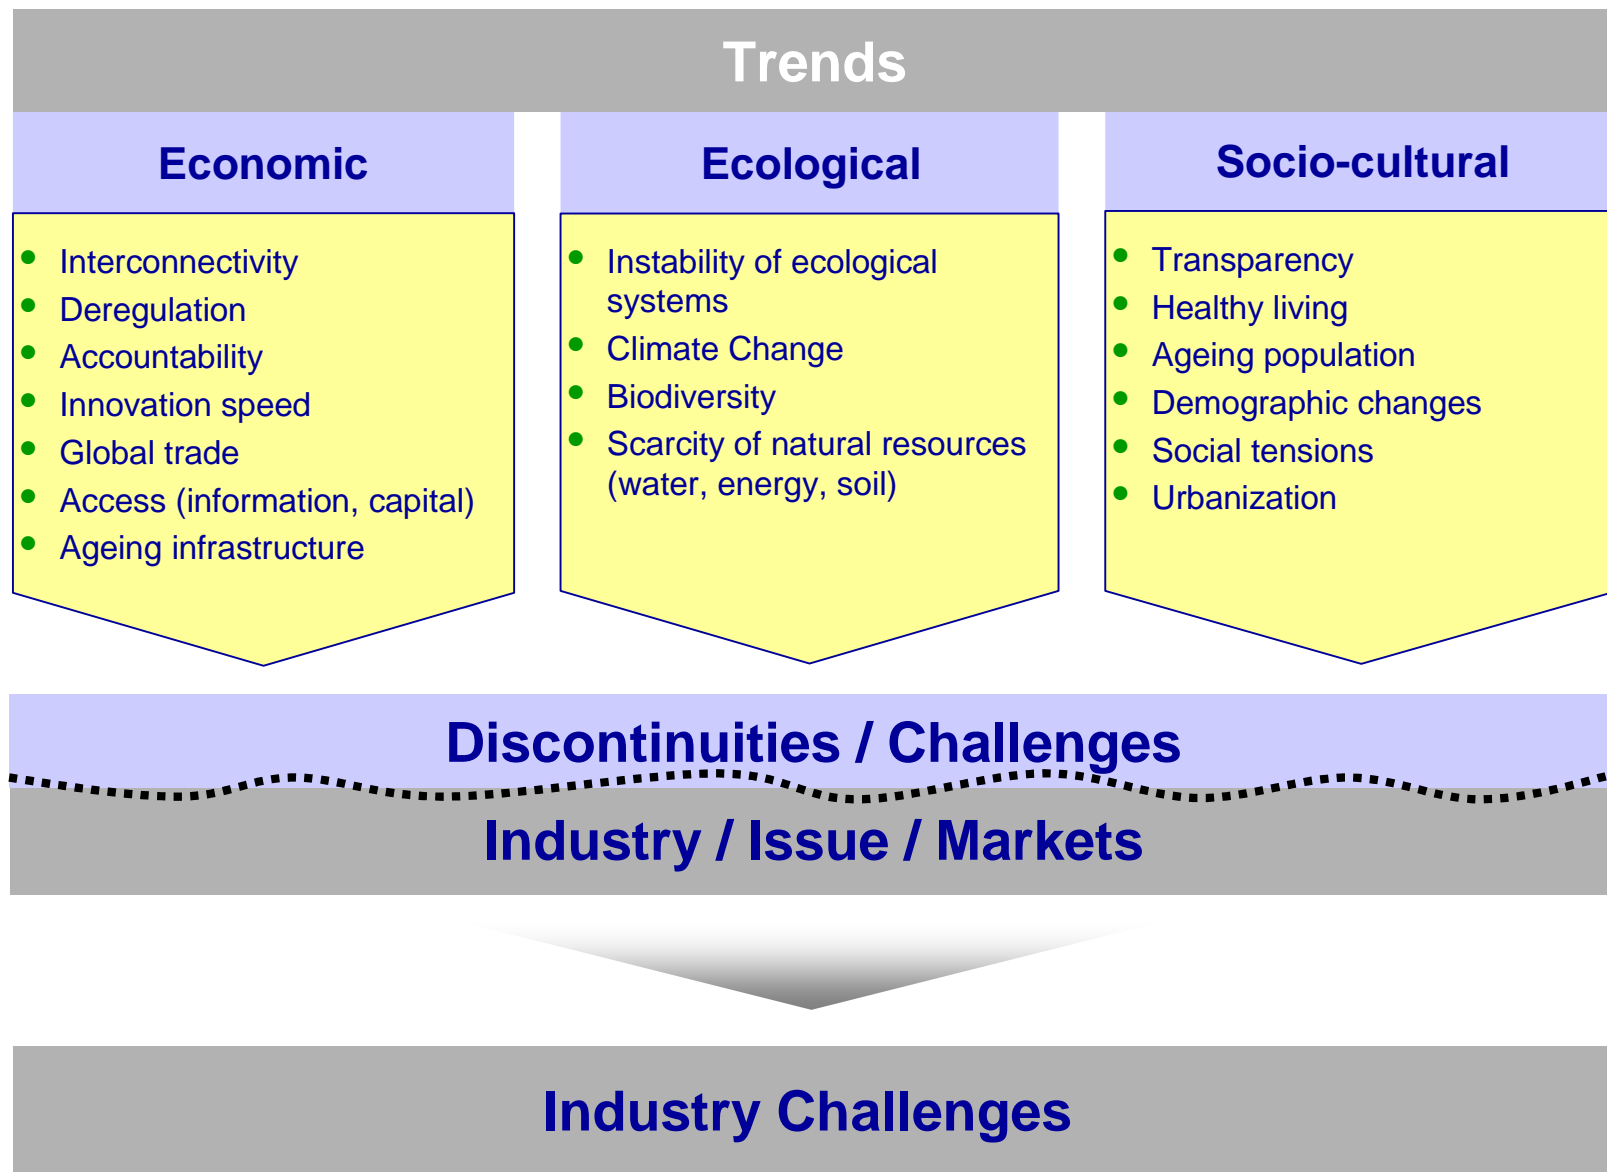 Trends
Economic
Interconnectivity
Deregulation
Accountability
Innovation speed
Global trade
Access (information, capital)
Ageing infrastructure
Ecological
Instability of ecological
systems
Climate Change
Biodiversity
Scarcity of natural resources
(water, energy, soil)
Socio-cultural
Transparency
Healthy living
Ageing population
Demographic changes
Social tensions
Urbanization
Discontinuities / Challenges
Industry / Issue / Markets
Industry Challenges